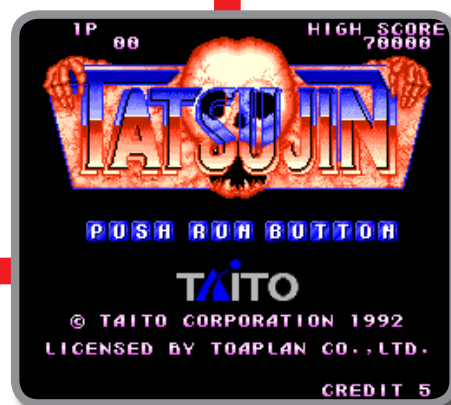 1P HIGH SCORE
00 70000
TATSUJIN
PUSH RUN BUTTON
TAITO
© TAITO CORPORATION 1992
LICENSED BY TOAPLAN CO.,LTD.
CREDIT 5